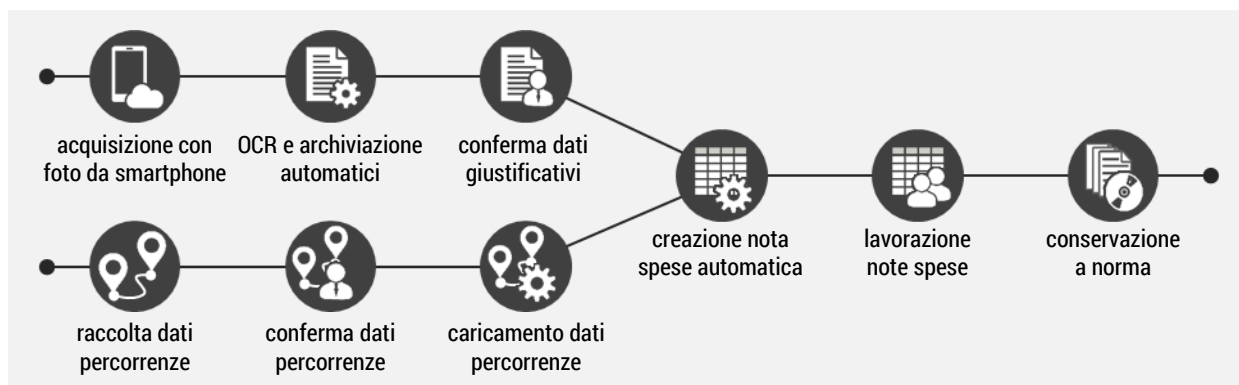 acquisizione con
foto da smartphone
OCR e archiviazione
automatici
conferma dati
giustificativi
raccolta dati
percorrenze
conferma dati
percorrenze
caricamento dati
percorrenze
creazione nota
spese automatica
lavorazione
note spese
conservazione
a norma